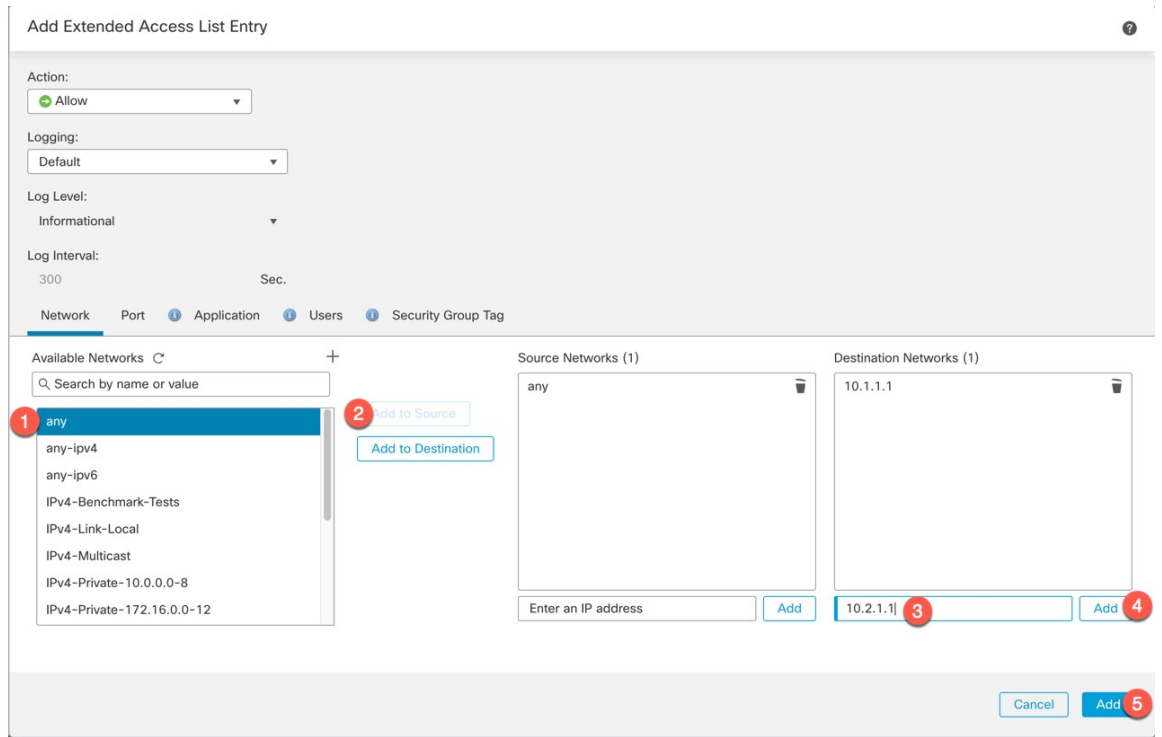 Add Extended Access List Entry
?
Action:
Allow
Logging:
Default
Log Level:
Informational
Log Interval:
300 Sec.
Network Port i Application i Users i Security Group Tag
Available Networks +
Search by name or value
1 any
any-ipv4
any-ipv6
IPv4-Benchmark-Tests
IPv4-Link-Local
IPv4-Multicast
IPv4-Private-10.0.0.0-8
IPv4-Private-172.16.0.0-12
2 Add to Source
Add to Destination
Source Networks (1)
any
Enter an IP address Add
Destination Networks (1)
10.1.1.1
10.2.1.1 3 Add 4
Cancel Add 5